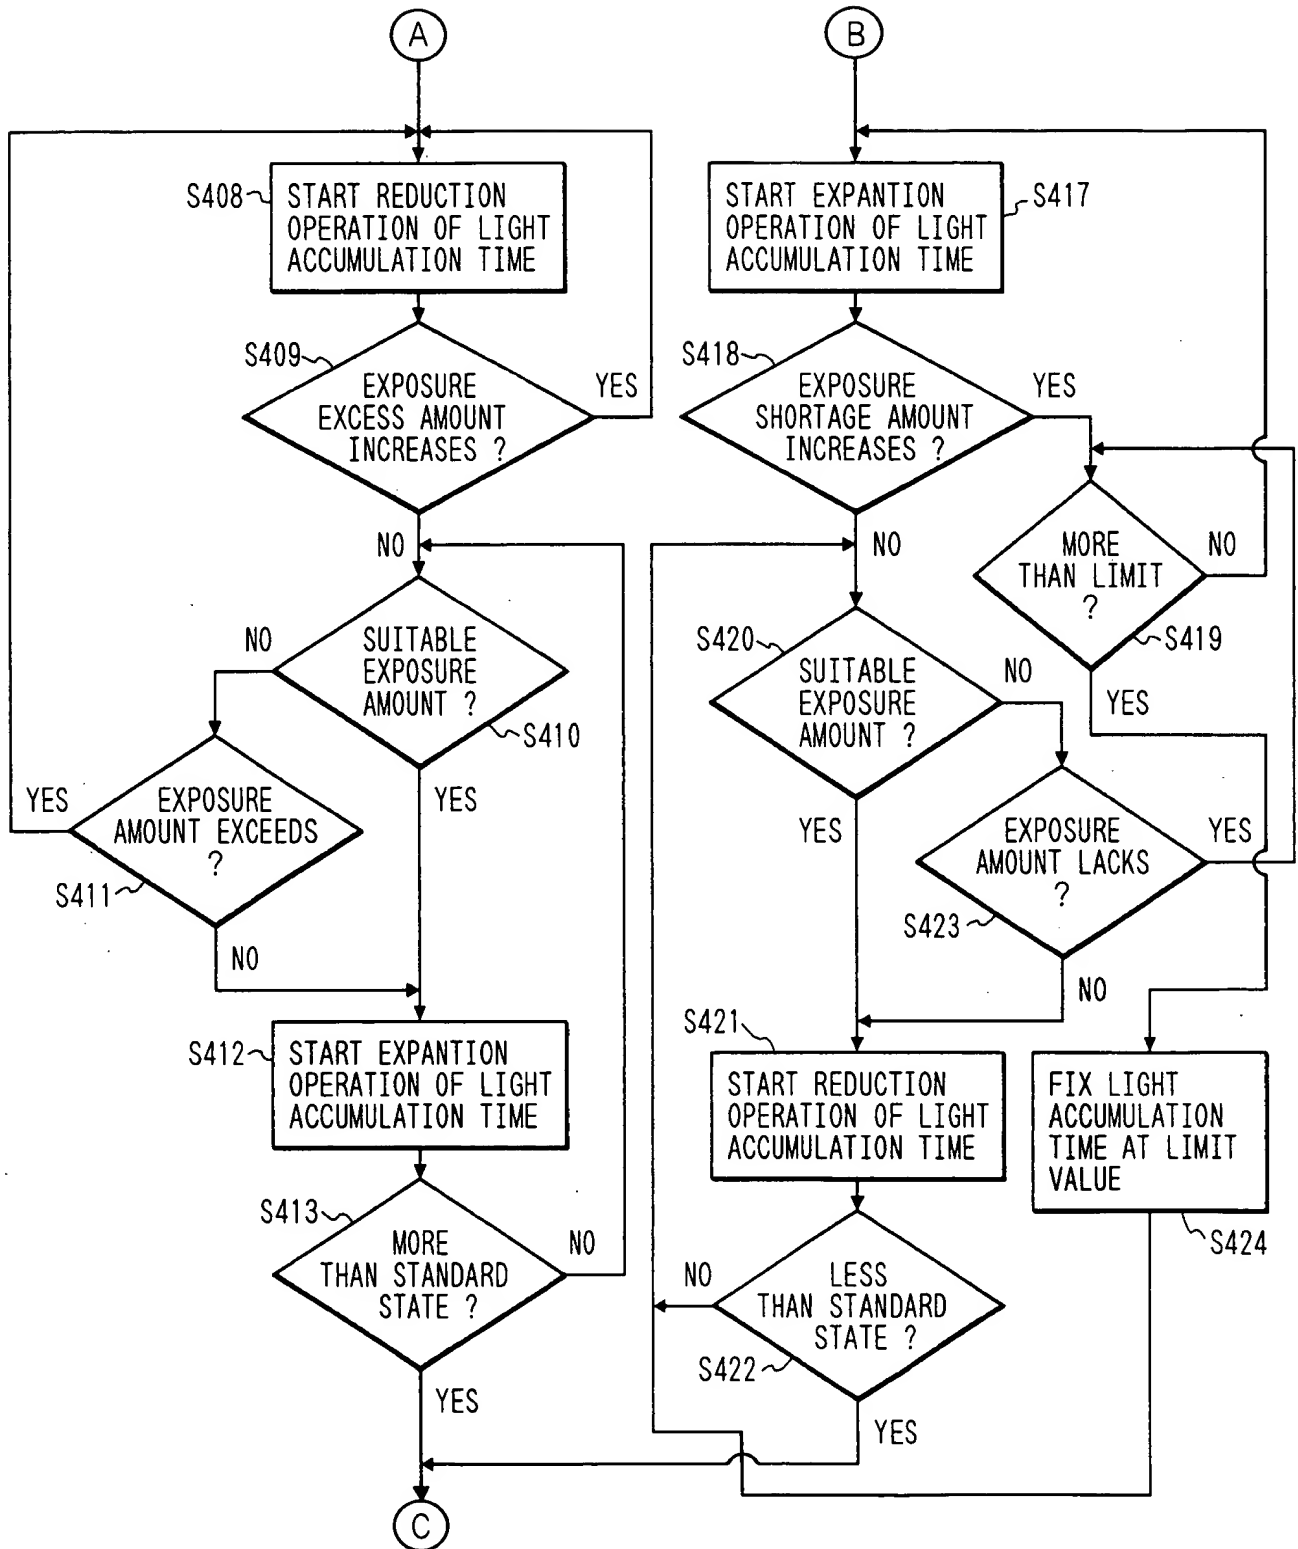 A
S408
START REDUCTION
OPERATION OF LIGHT
ACCUMULATION TIME
S409
EXPOSURE
EXCESS AMOUNT
INCREASES ?
YES
NO
SUITABLE
EXPOSURE
AMOUNT ?
S410
NO
YES
EXPOSURE
AMOUNT EXCEEDS
?
S411
YES
NO
S412
START EXPANTION
OPERATION OF LIGHT
ACCUMULATION TIME
S413
MORE
THAN STANDARD
STATE ?
NO
YES
C
B
START EXPANTION
OPERATION OF LIGHT
ACCUMULATION TIME
S417
S418
EXPOSURE
SHORTAGE AMOUNT
INCREASES ?
YES
NO
MORE
THAN LIMIT
?
NO
S419
YES
S420
SUITABLE
EXPOSURE
AMOUNT ?
NO
YES
EXPOSURE
AMOUNT LACKS
?
YES
S423
NO
S421
START REDUCTION
OPERATION OF LIGHT
ACCUMULATION TIME
FIX LIGHT
ACCUMULATION
TIME AT LIMIT
VALUE
S424
LESS
THAN STANDARD
STATE ?
NO
S422
YES